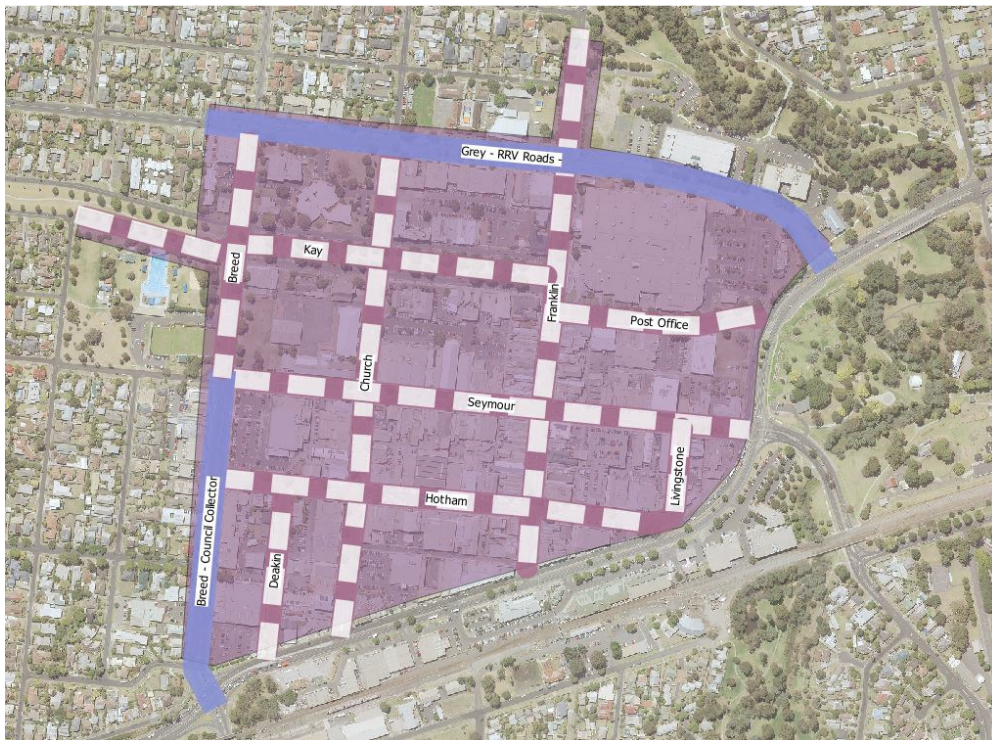 Grey - RRV Roads -
Kay
Breed
Franklin
Post Office
Church
Seymour
Livingstone
Hotham
Breed - Council Collector
Deakin